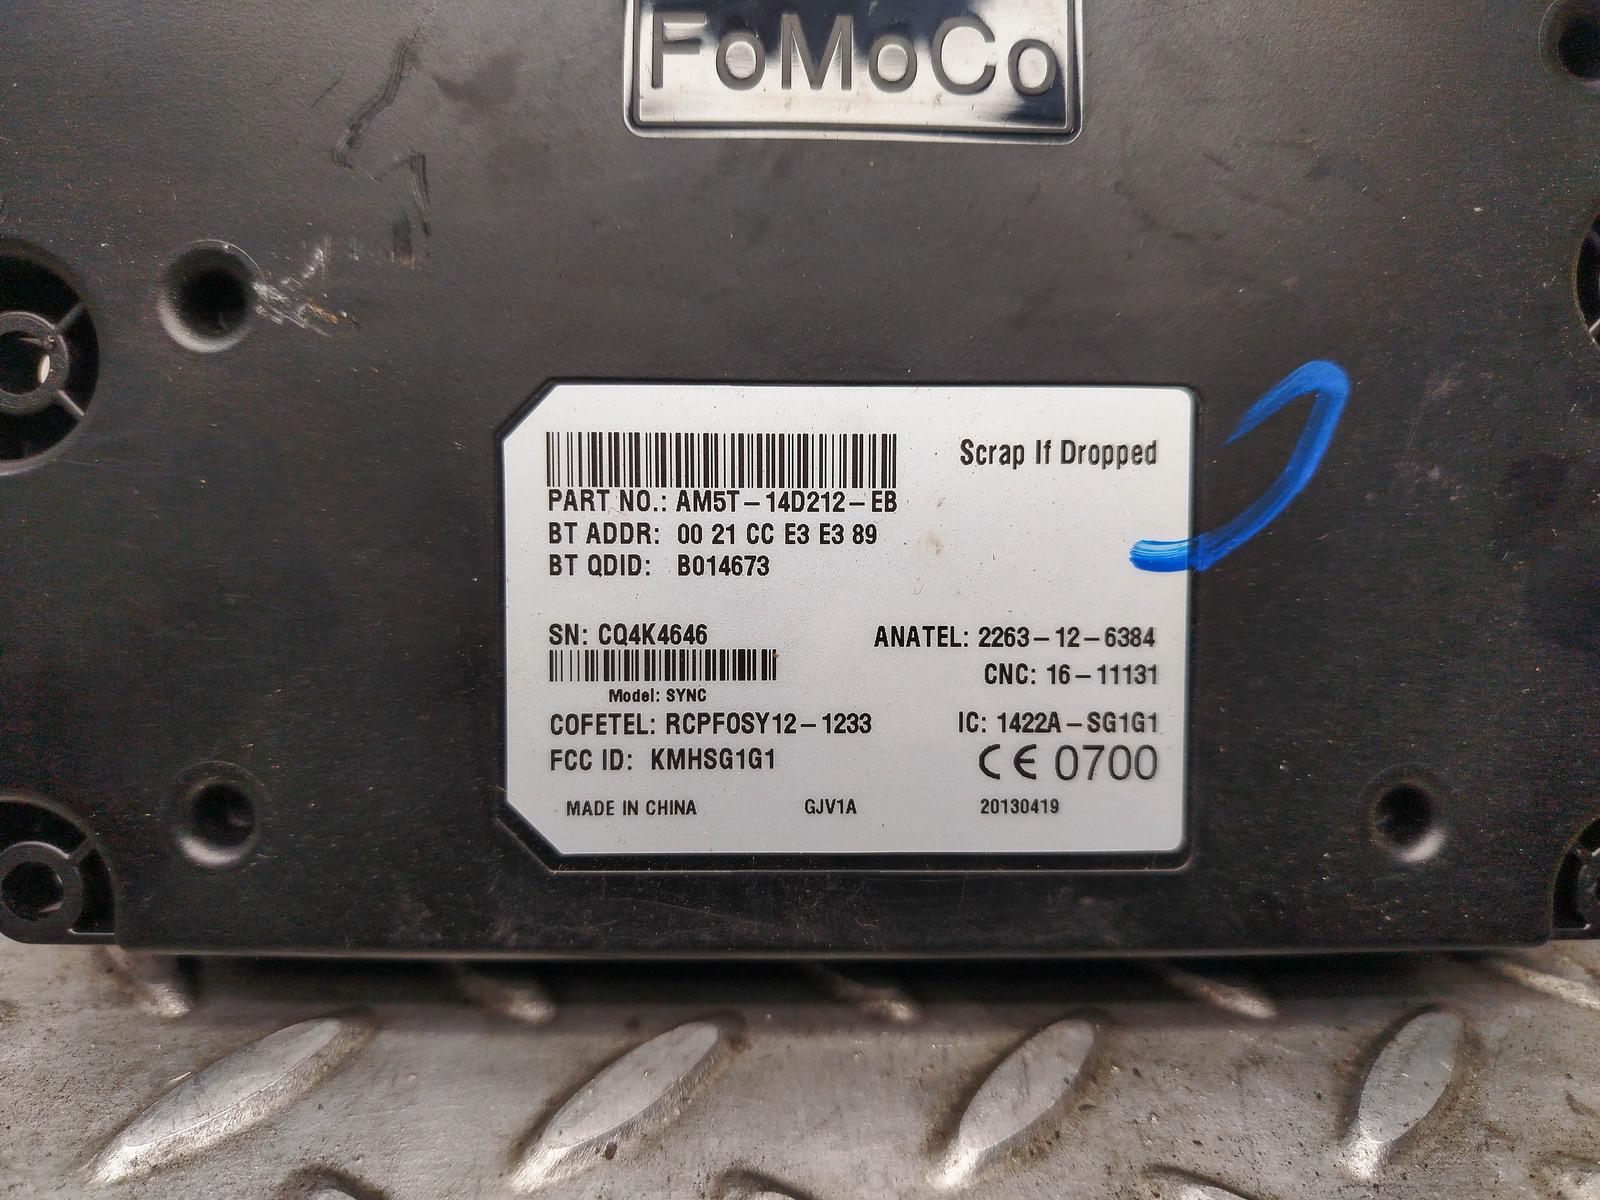 FoMoCo
Scrap If Dropped
PART NO.: AM5T-14D212-EB
BT ADDR: 00 21 CC E3 E3 89
BT QDID: B014673
SN: CQ4K4646
ANATEL: 2263-12-6384
CNC: 16-11131
Model: SYNC
COFETEL: RCPFOSY12-1233
IC: 1422A-SG1G1
FCC ID: KMHSG1G1
CE 0700
MADE IN CHINA GJV1A 20130419